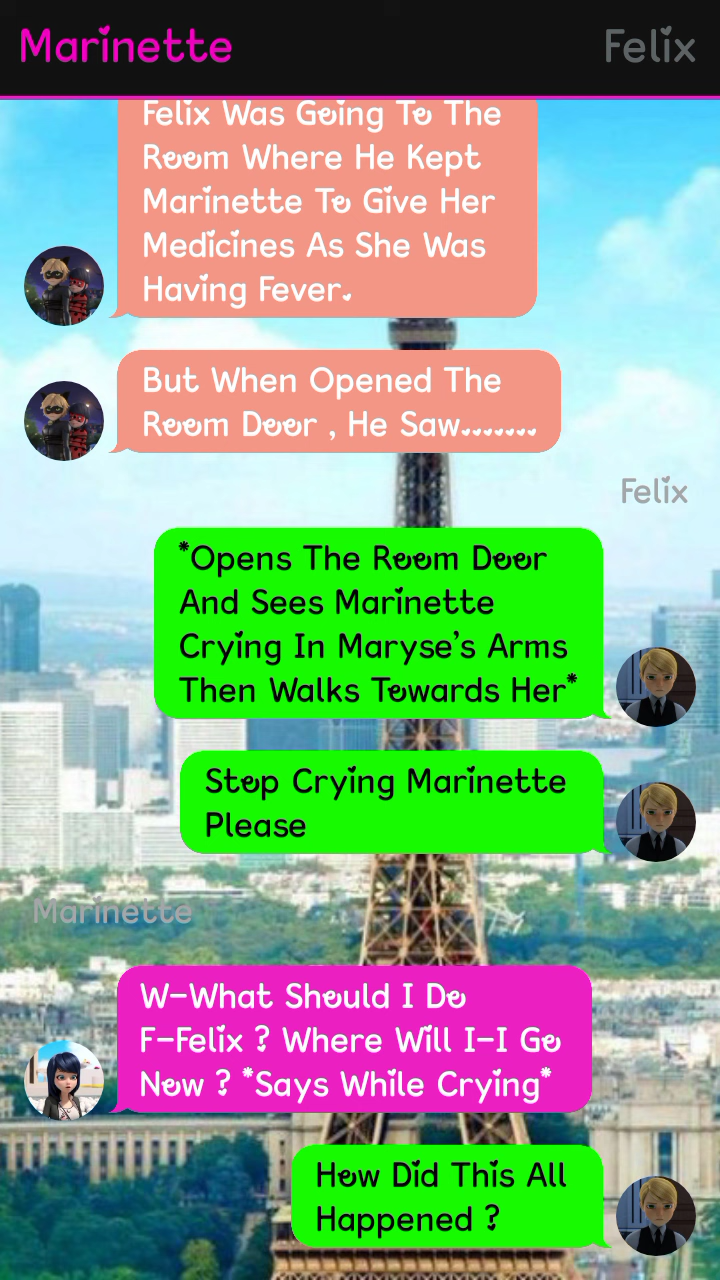 Marinette
Felix
Felix Was Going To The
Room Where He Kept
Marinette To Give Her
Medicines As She Was
Having Fever.
But When Opened The
Room Door , He Saw.......
Felix
*Opens The Room Door
And Sees Marinette
Crying In Maryse's Arms
Then Walks Towards Her*
Stop Crying Marinette
Please
Marinette
W-What Should I Do
F-Felix ? Where Will I-I Go
Now ? *Says While Crying*
How Did This All
Happened ?